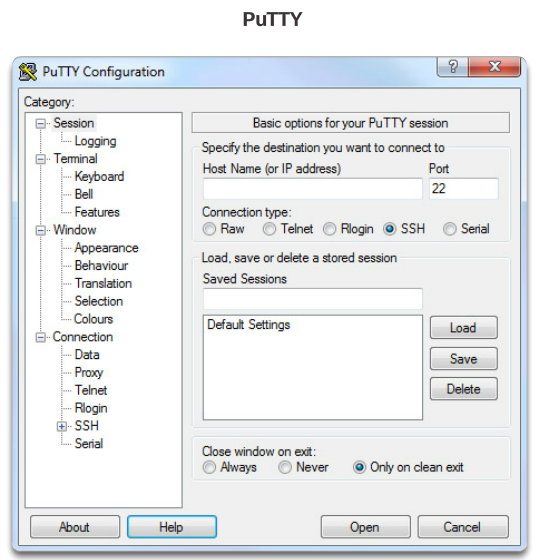 PuTTY
PuTTY Configuration
?
X
Category:
Session
Logging
Terminal
Keyboard
Bell
Features
Window
Appearance
Behaviour
Translation
Selection
Colours
Connection
Data
Proxy
Telnet
Rlogin
SSH
Serial
Basic options for your PuTTY session
Specify the destination you want to connect to
Host Name (or IP address) Port
22
Connection type:
Raw Telnet Rlogin SSH Serial
Load, save or delete a stored session
Saved Sessions
Default Settings
Load
Save
Delete
Close window on exit:
Always Never Only on clean exit
About Help Open Cancel